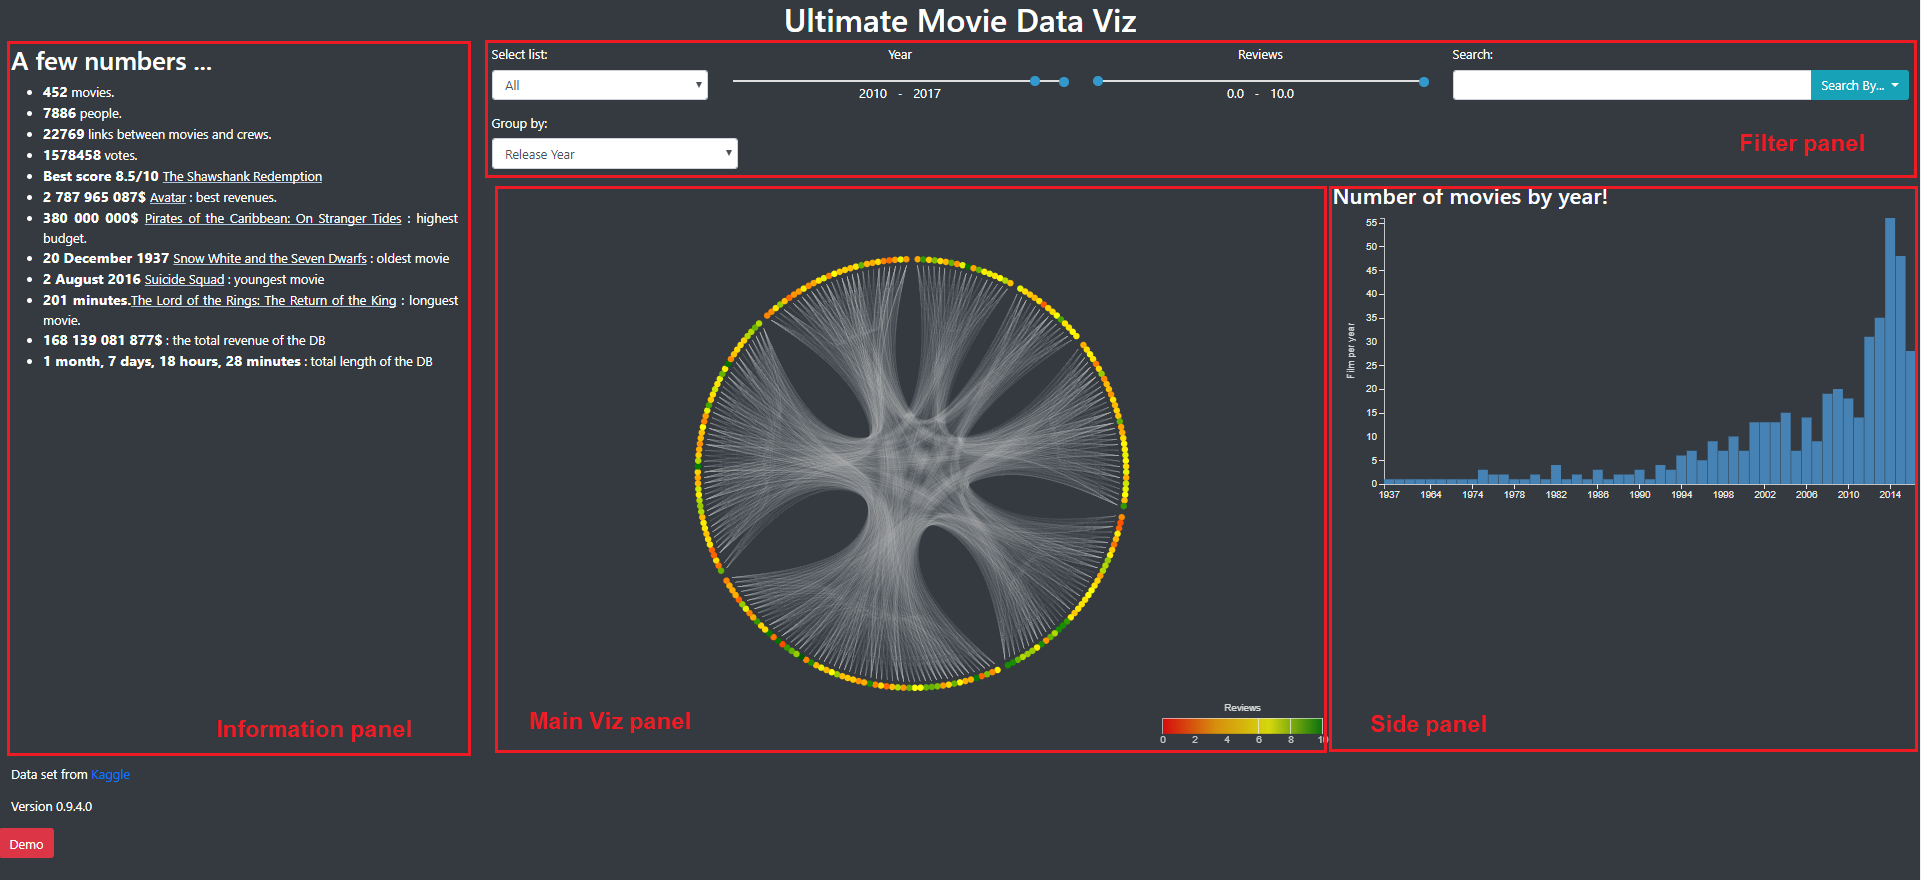 Ultimate Movie Data Viz
A few numbers ...
452 movies.
7886 people.
22769 links between movies and crews.
1578458 votes.
Best score 8.5/10 The Shawshank Redemption
2 787 965 087$ Avatar : best revenues.
380 000 000$ Pirates of the Caribbean: On Stranger Tides : highest
budget.
20 December 1937 Snow White and the Seven Dwarfs : oldest movie
2 August 2016 Suicide Squad : youngest movie
201 minutes.The Lord of the Rings: The Return of the King : longuest
movie.
168 139 081 877$ : the total revenue of the DB
1 month, 7 days, 18 hours, 28 minutes : total length of the DB
Information panel
Select list:
All
Year
2010 - 2017
Reviews
0.0 - 10.0
Search:
Search By...
Group by:
Release Year
Filter panel
Main Viz panel
Reviews
0 2 4 6 8 10
Number of movies by year!
55
50
45
40
35
30
25
20
15
10
5
0
Film per year
1937 1964 1974 1978 1982 1986 1990 1994 1998 2002 2006 2010 2014
Side panel
Data set from Kaggle
Version 0.9.4.0
Demo